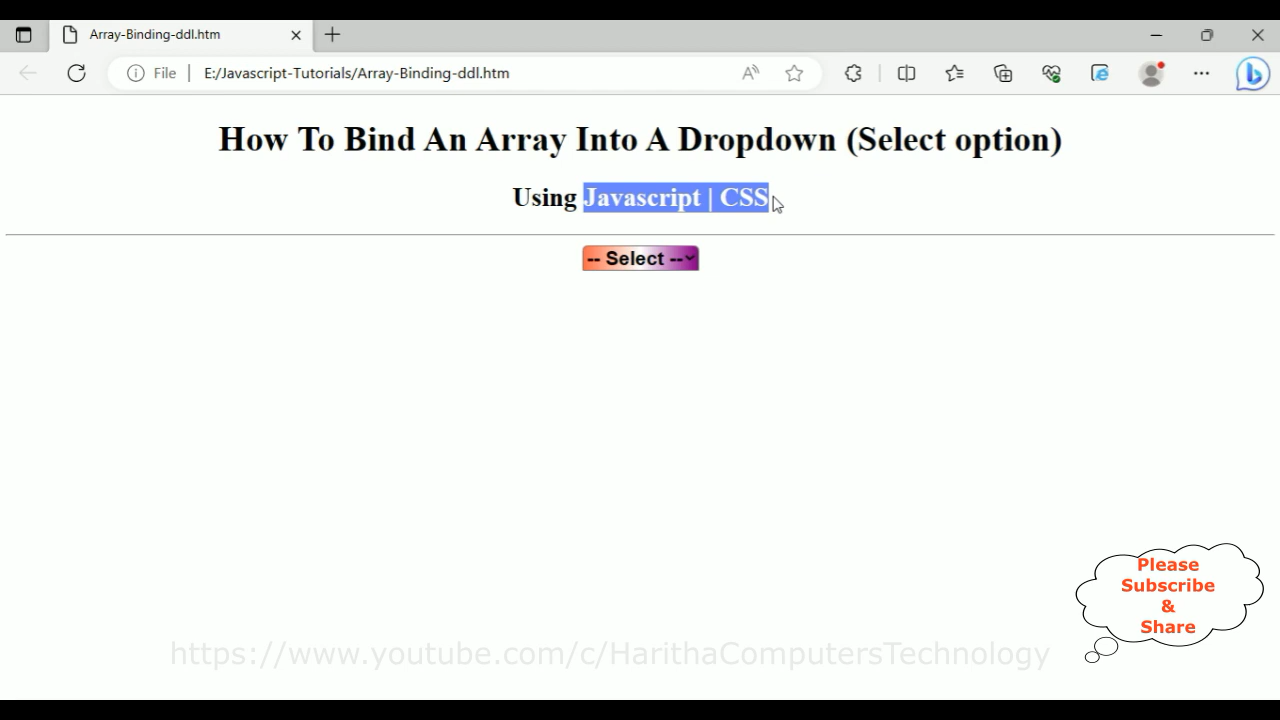 Array-Binding-ddl.htm
File
E:/Javascript-Tutorials/Array-Binding-ddl.htm
How To Bind An Array Into A Dropdown (Select option)
Using Javascript | CSS
-- Select --
Please
Subscribe
&
Share
https://www.youtube.com/c/HarithaComputersTechnology